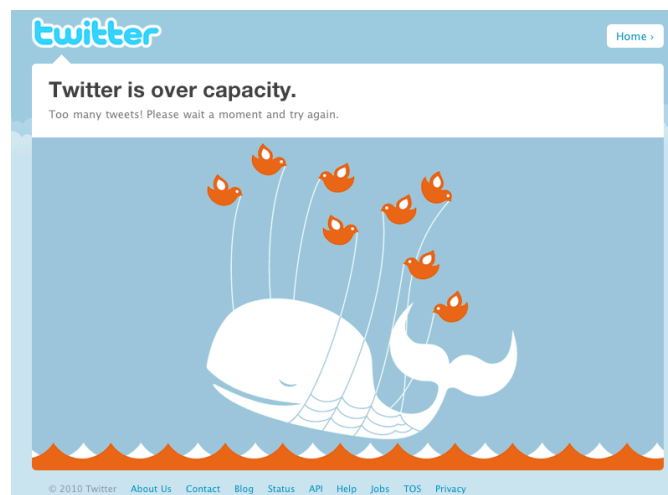 twitter
Home ›
Twitter is over capacity.
Too many tweets! Please wait a moment and try again.
© 2010 Twitter About Us Contact Blog Status API Help Jobs TOS Privacy